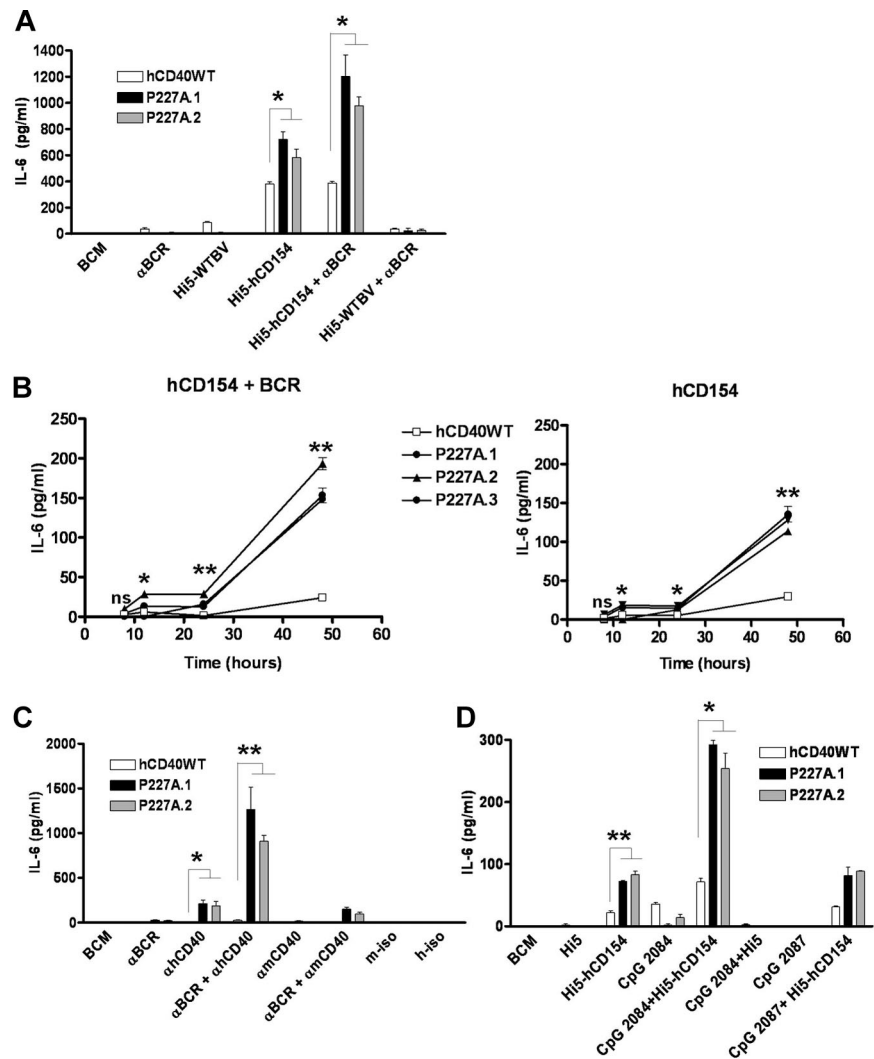 A
IL-6 (pg/ml)
1400
1200
1000
800
600
400
200
0
hCD40WT
P227A.1
P227A.2
*
*
BCM
αBCR
Hi5-WTBV
Hi5-hCD154
Hi5-hCD154 + αBCR
Hi5-WTBV + αBCR
B
hCD154 + BCR
IL-6 (pg/ml)
250
200
150
100
50
0
ns
*
**
**
0 10 20 30 40 50 60
Time (hours)
hCD40WT
P227A.1
P227A.2
P227A.3
hCD154
IL-6 (pg/ml)
250
200
150
100
50
0
ns
*
*
**
0 10 20 30 40 50 60
Time (hours)
C
IL-6 (pg/ml)
2000
1500
1000
500
0
hCD40WT
P227A.1
P227A.2
*
**
BCM
αBCR
αhCD40
αBCR + αhCD40
αmCD40
αBCR + αmCD40
m-iso
h-iso
D
IL-6 (pg/ml)
300
200
100
0
**
*
hCD40WT
P227A.1
P227A.2
BCM
Hi5
Hi5-hCD154
CpG 2084
CpG 2084+Hi5-hCD154
CpG 2084+Hi5
CpG 2087
CpG 2087+ Hi5-hCD154